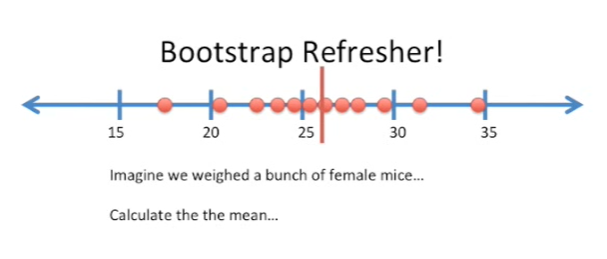 Bootstrap Refresher!
15 20 25 30 35
Imagine we weighed a bunch of female mice...
Calculate the the mean...